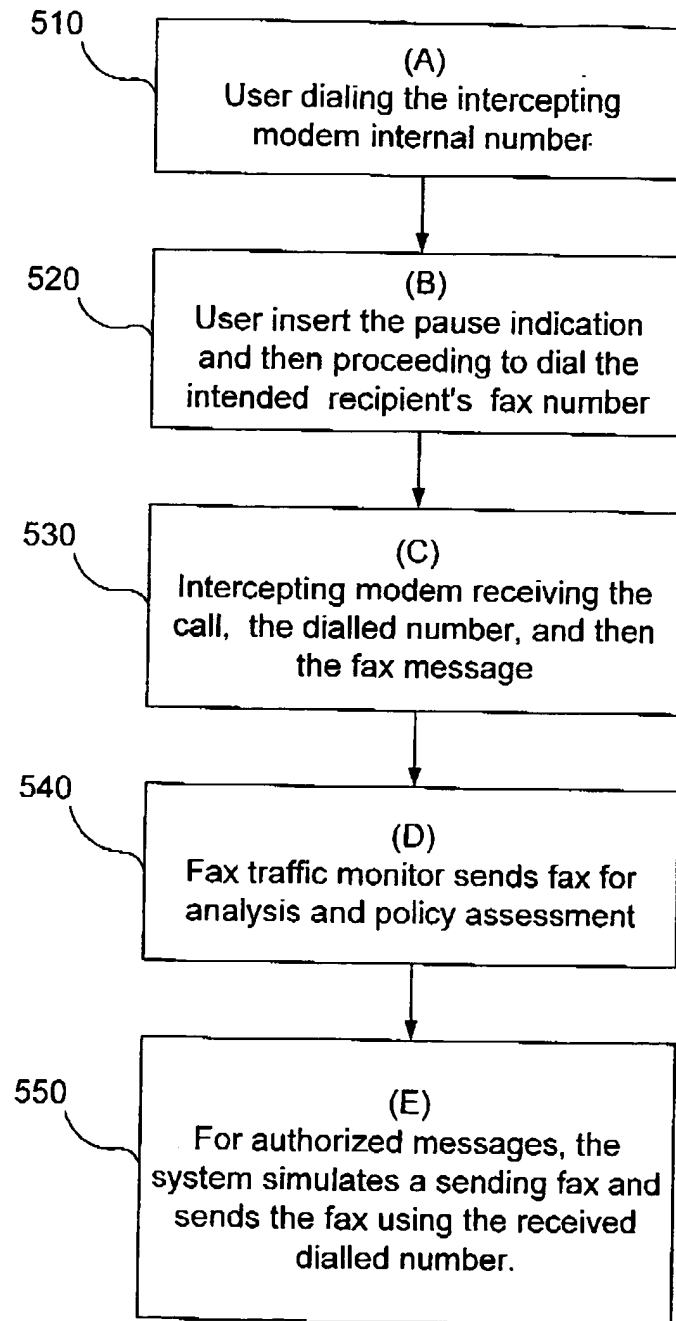 510
(A)
User dialing the intercepting
modem internal number.
520
(B)
User insert the pause indication
and then proceeding to dial the
intended recipient's fax number
530
(C)
Intercepting modem receiving the
call, the dialled number, and then
the fax message
540
(D)
Fax traffic monitor sends fax for
analysis and policy assessment
550
(E)
For authorized messages, the
system simulates a sending fax and
sends the fax using the received
dialled number.